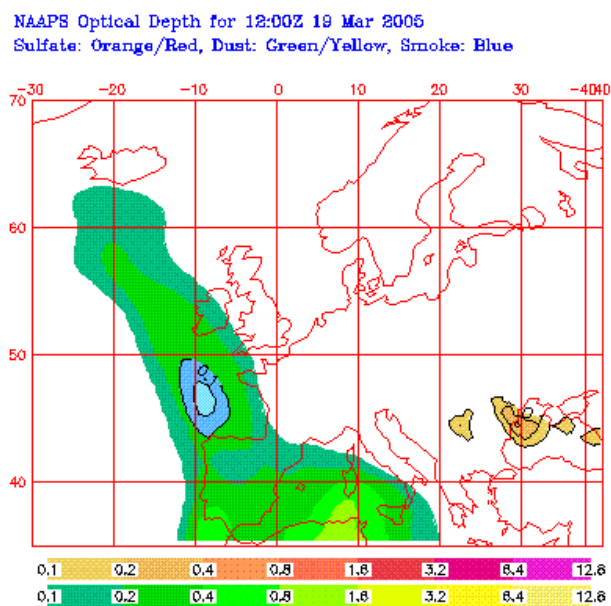 NAAPS Optical Depth for 12:00Z 19 Mar 2005
Sulfate: Orange/Red, Dust: Green/Yellow, Smoke: Blue
-30 -20 -10 0 10 20 30 -4040
70
60
50
40
0.1 0.2 0.4 0.8 1.6 3.2 6.4 12.8
0.1 0.2 0.4 0.8 1.6 3.2 6.4 12.8